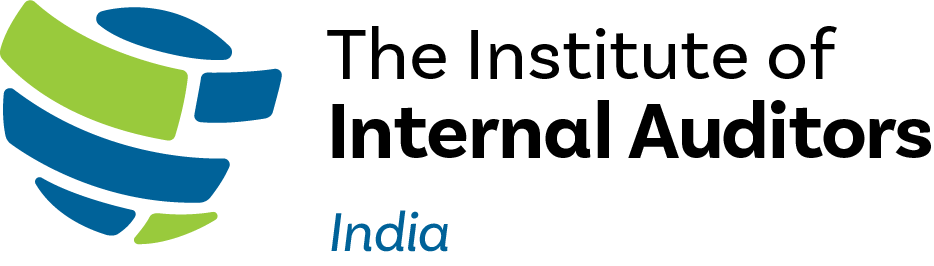 The Institute of
Internal Auditors
India